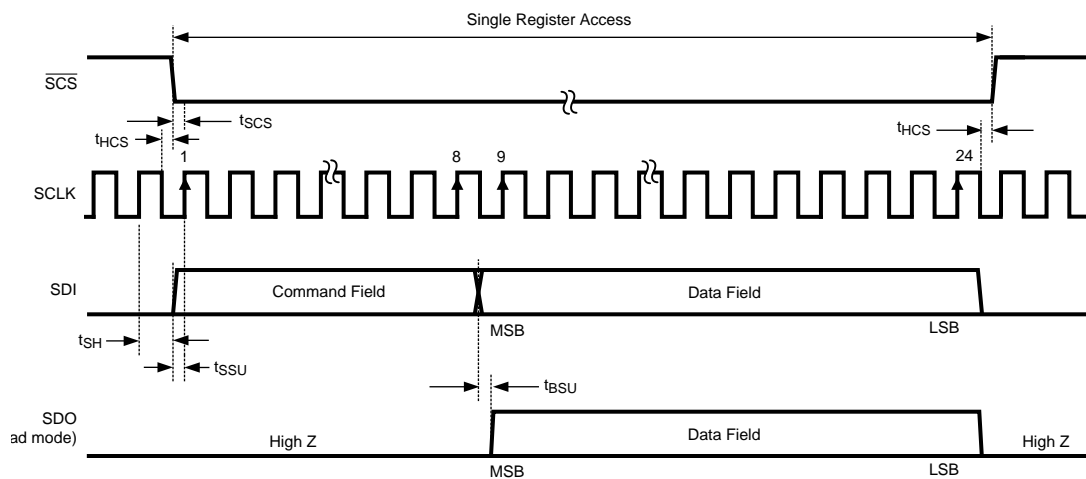 Single Register Access
SCS
tSCS
tHCS
tHCS
1
8
9
24
SCLK
SDI
Command Field
Data Field
MSB
LSB
tSH
tSSU
tBSU
SDO
ad mode)
High Z
Data Field
High Z
MSB
LSB